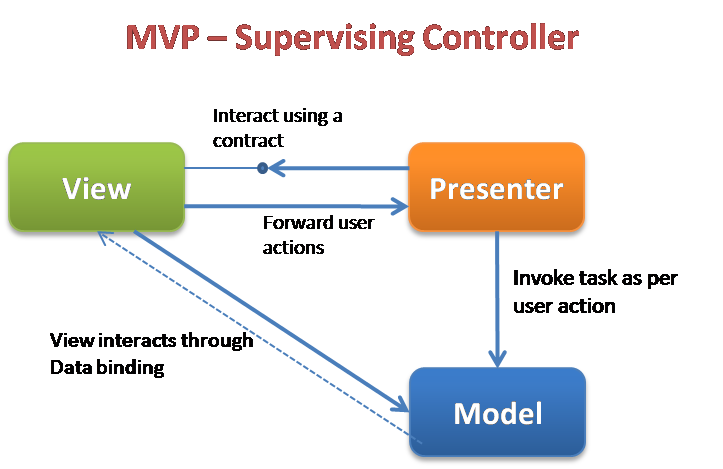 MVP – Supervising Controller
Interact using a
contract
View
Presenter
Forward user
actions
Invoke task as per
user action
View interacts through
Data binding
Model